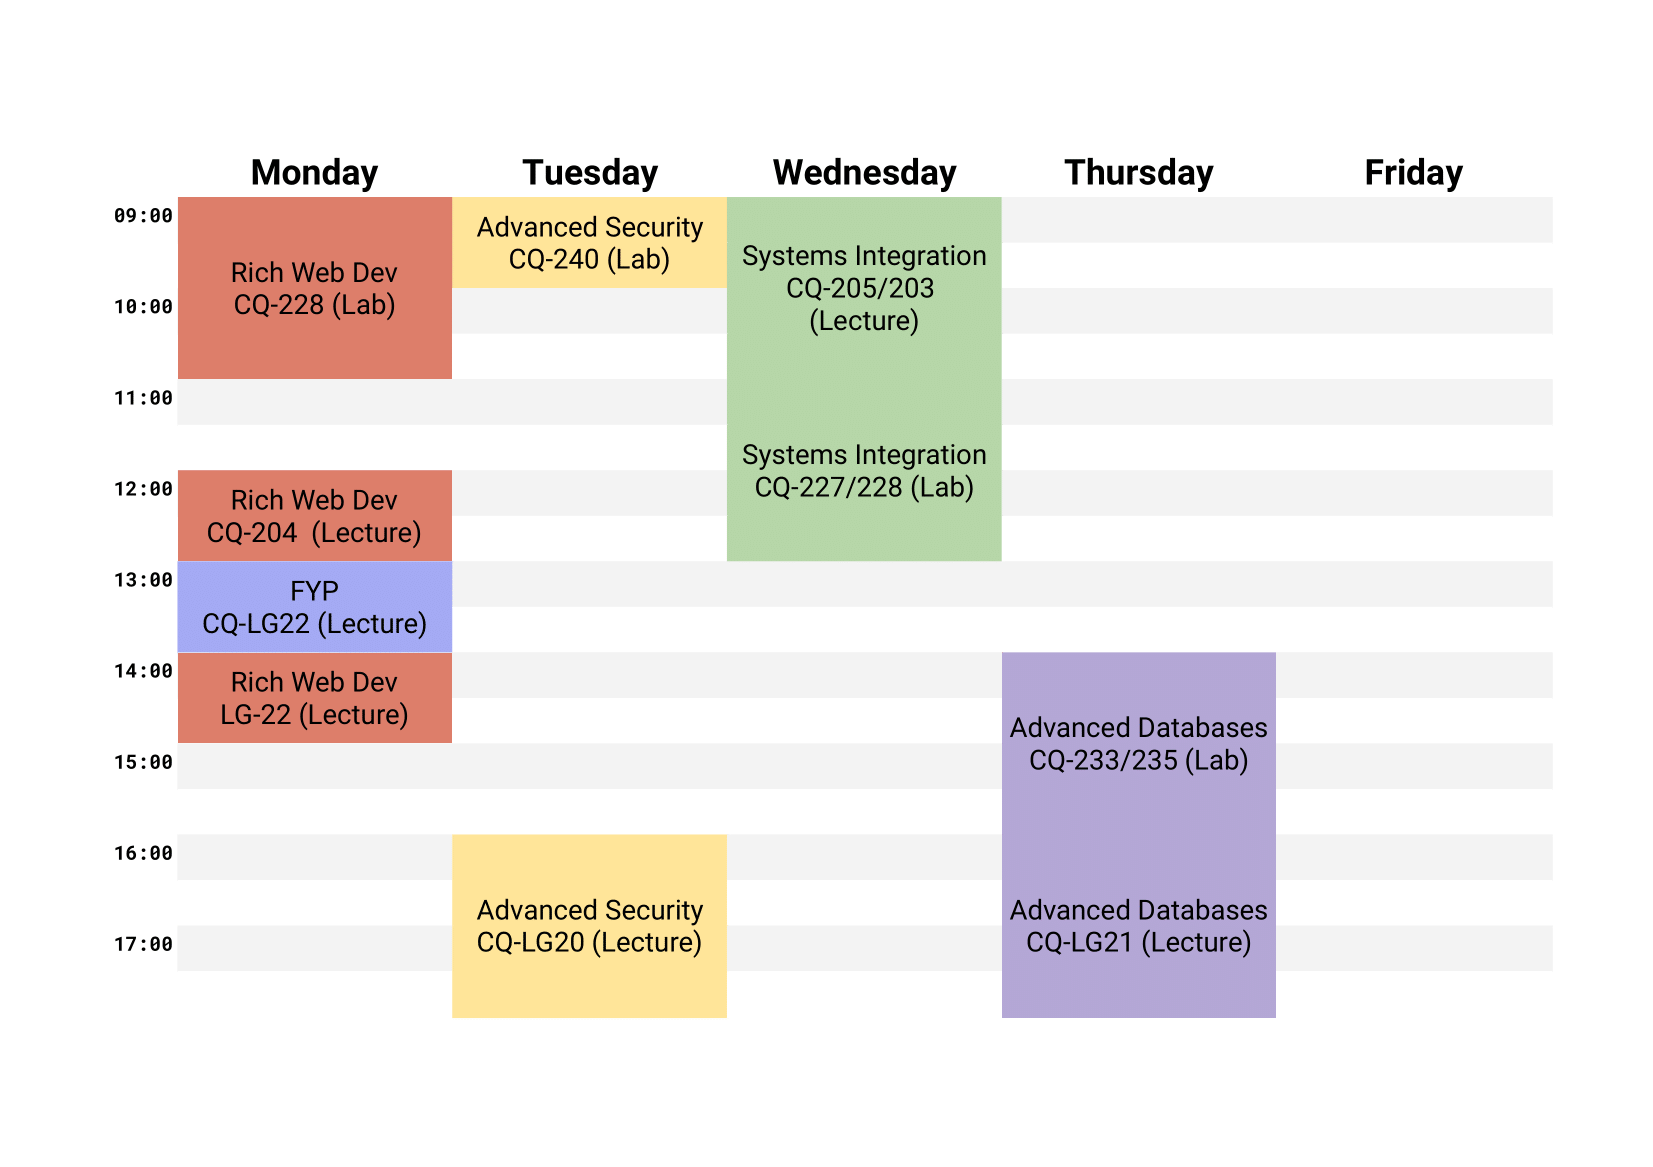 Monday Tuesday Wednesday Thursday Friday
09:00
Rich Web Dev
CQ-228 (Lab)
Advanced Security
CQ-240 (Lab)
Systems Integration
CQ-205/203
(Lecture)
10:00
11:00
Systems Integration
CQ-227/228 (Lab)
12:00
Rich Web Dev
CQ-204  (Lecture)
13:00
FYP
CQ-LG22 (Lecture)
14:00
Rich Web Dev
LG-22 (Lecture)
Advanced Databases
CQ-233/235 (Lab)
15:00
16:00
Advanced Security
CQ-LG20 (Lecture)
Advanced Databases
CQ-LG21 (Lecture)
17:00